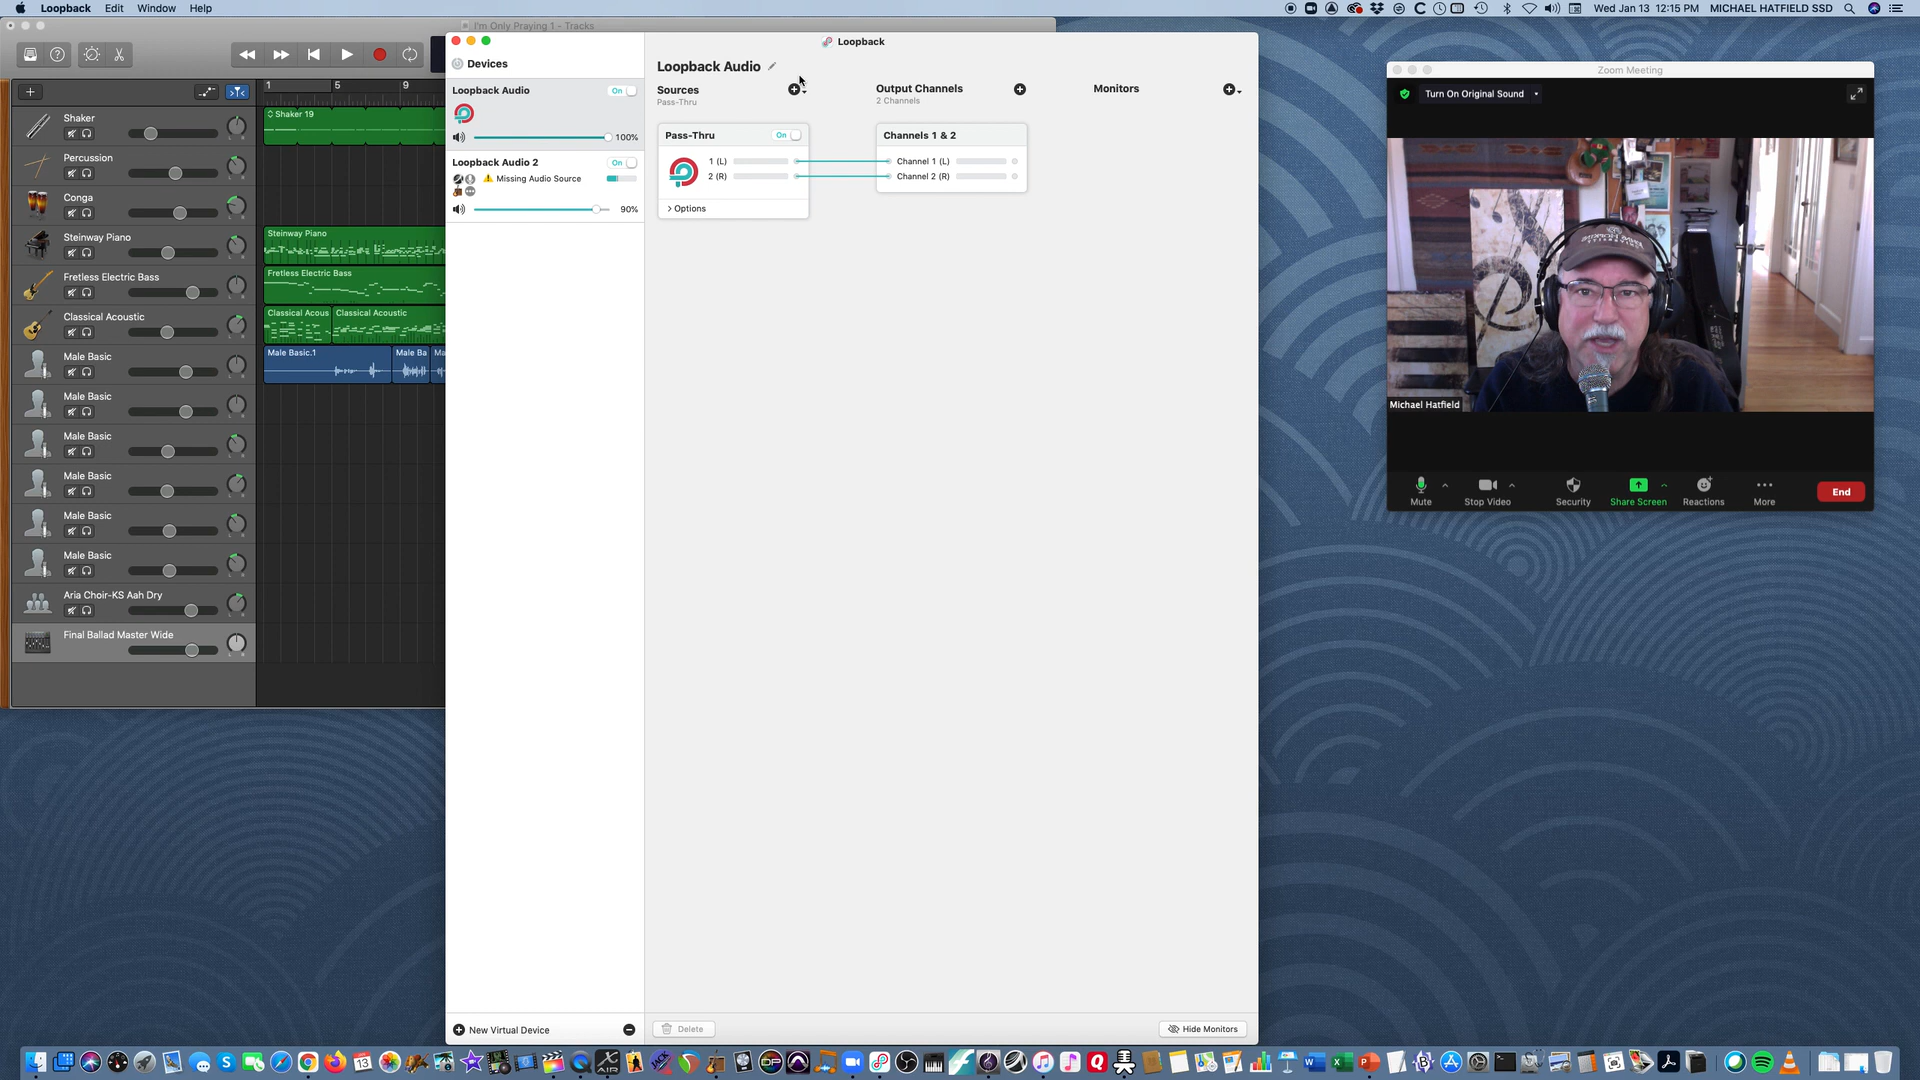 Loopback Edit Window Help
Wed Jan 13 12:15 PM MICHAEL HATFIELD SSD
I'm Only Praying 1 - Tracks
Loopback
Devices
Loopback Audio On
100%
Loopback Audio 2 On
Missing Audio Source
90%
New Virtual Device
Loopback Audio
Sources
Pass-Thru
Output Channels
2 Channels
Monitors
Pass-Thru On
1 (L)
2 (R)
Options
Channels 1 & 2
Channel 1 (L)
Channel 2 (R)
Delete
Hide Monitors
1 5 9
Shaker
Percussion
Conga
Steinway Piano
Fretless Electric Bass
Classical Acoustic
Male Basic
Male Basic
Male Basic
Male Basic
Male Basic
Male Basic
Aria Choir-KS Aah Dry
Final Ballad Master Wide
Shaker 19
Steinway Piano
Fretless Electric Bass
Classical Acous Classical Acoustic
Male Basic.1 Male Ba Ma
Zoom Meeting
Turn On Original Sound
Michael Hatfield
Mute Stop Video Security Share Screen Reactions More End